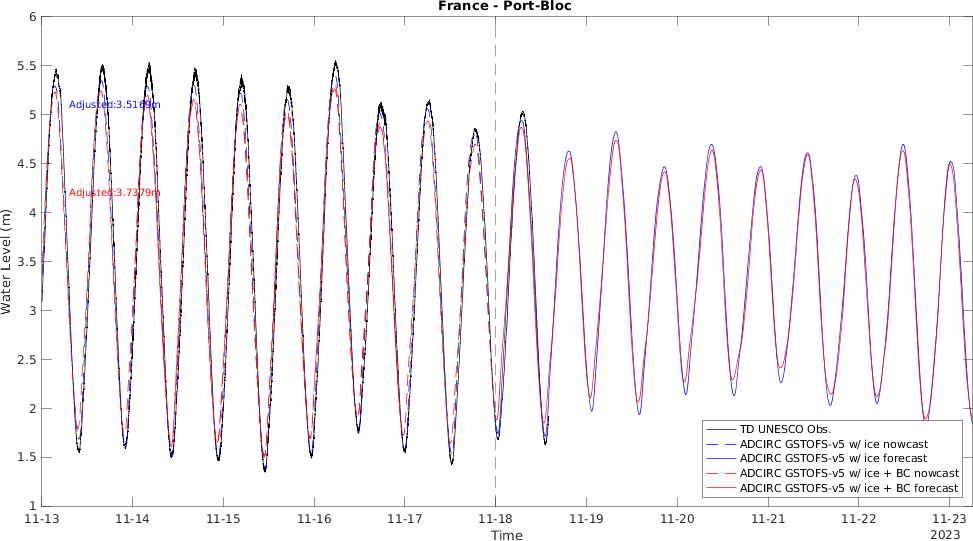 France - Port-Bloc
6
5.5
5
4.5
4
3.5
3
2.5
2
1.5
1
Water Level (m)
Adjusted:3.5169m
Adjusted:3.7379m
TD UNESCO Obs.
ADCIRC GSTOFS-v5 w/ ice nowcast
ADCIRC GSTOFS-v5 w/ ice forecast
ADCIRC GSTOFS-v5 w/ ice + BC nowcast
ADCIRC GSTOFS-v5 w/ ice + BC forecast
11-13 11-14 11-15 11-16 11-17 11-18 11-19 11-20 11-21 11-22 11-23
Time
2023